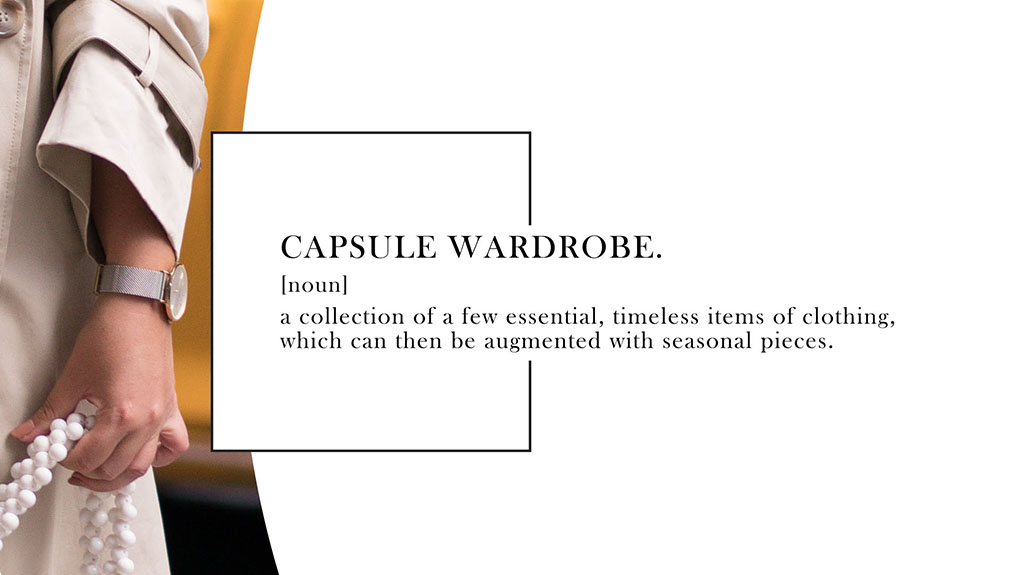 CAPSULE WARDROBE.
[noun]
a collection of a few essential, timeless items of clothing,
which can then be augmented with seasonal pieces.